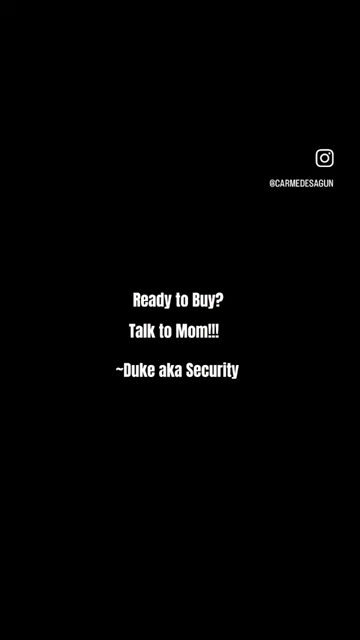 @CARMEDESAGUN
Ready to Buy?
Talk to Mom!!!
~Duke aka Security